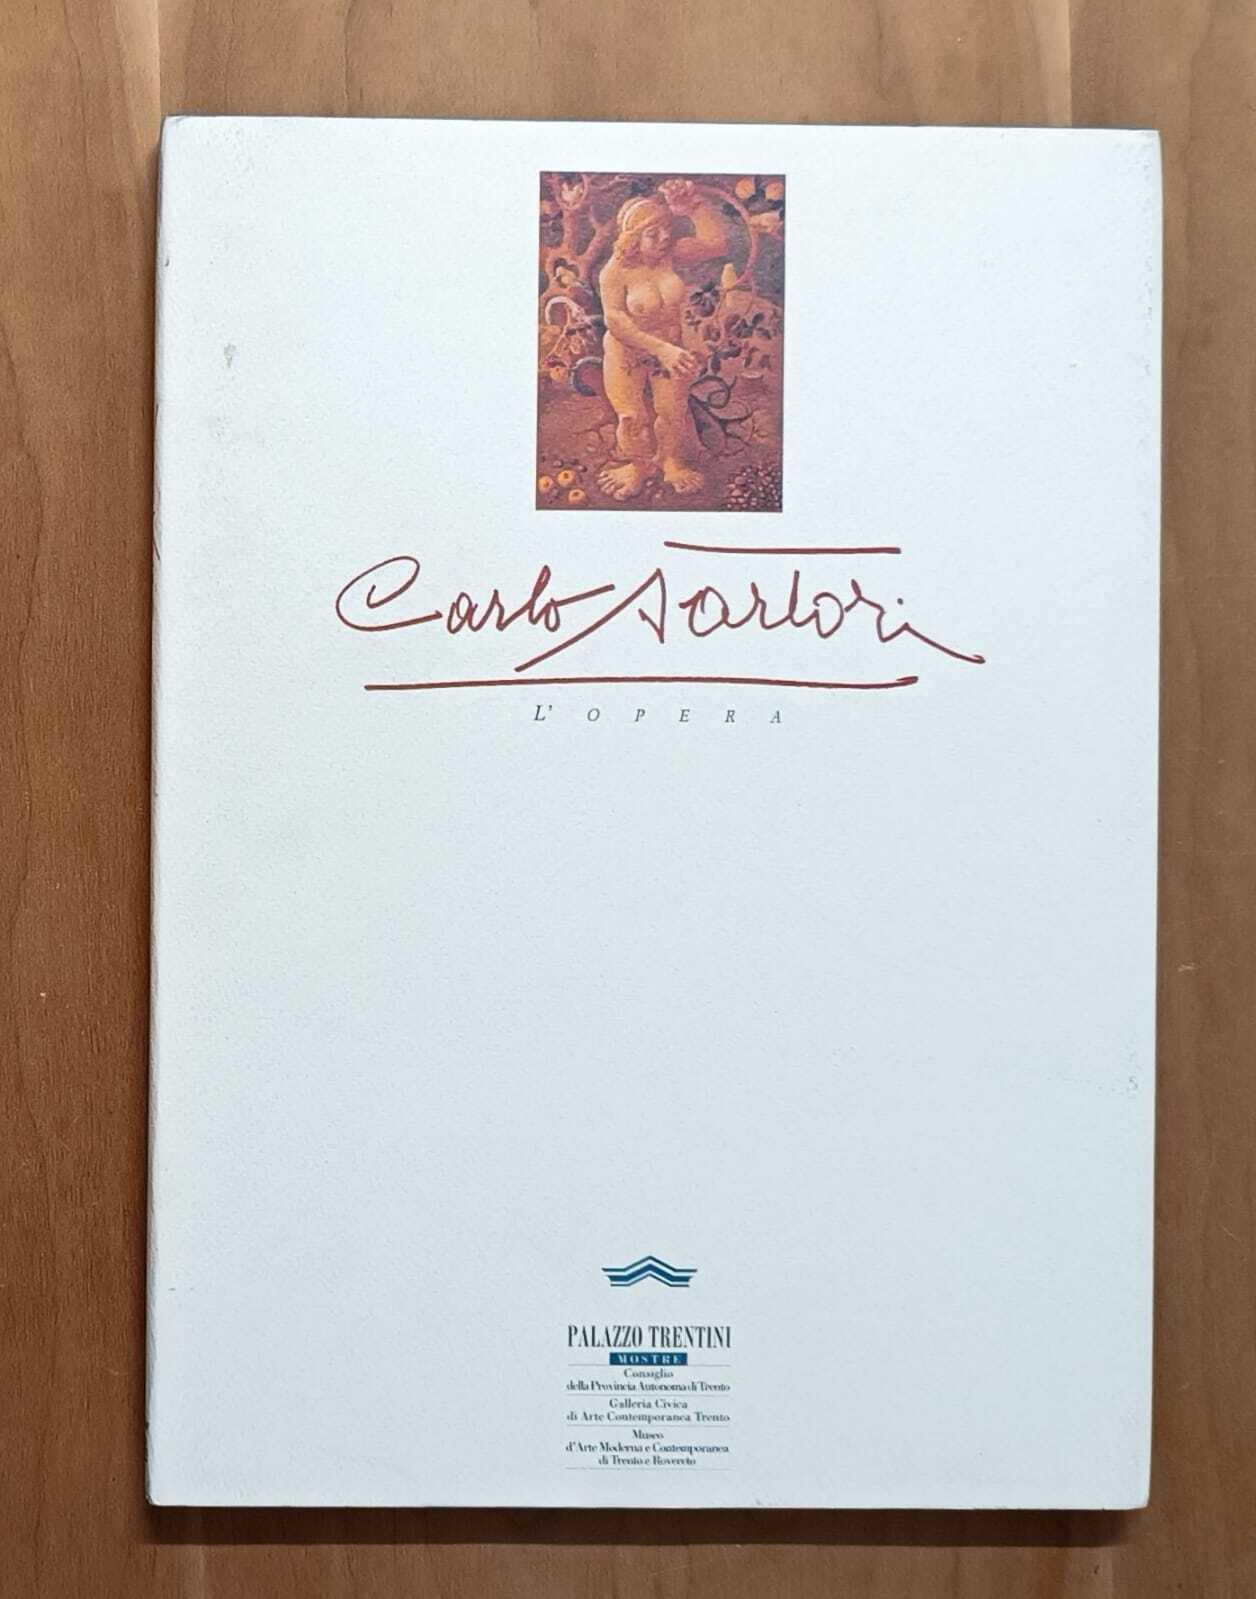 Carlo Sartori
L'OPERA
PALAZZO TRENTINI
MOSTRE
Consiglio
della Provincia Autonoma di Trento
Galleria Civica
di Arte Contemporanea Trento
Museo
d'Arte Moderna e Contemporanea
di Trento e Rovereto